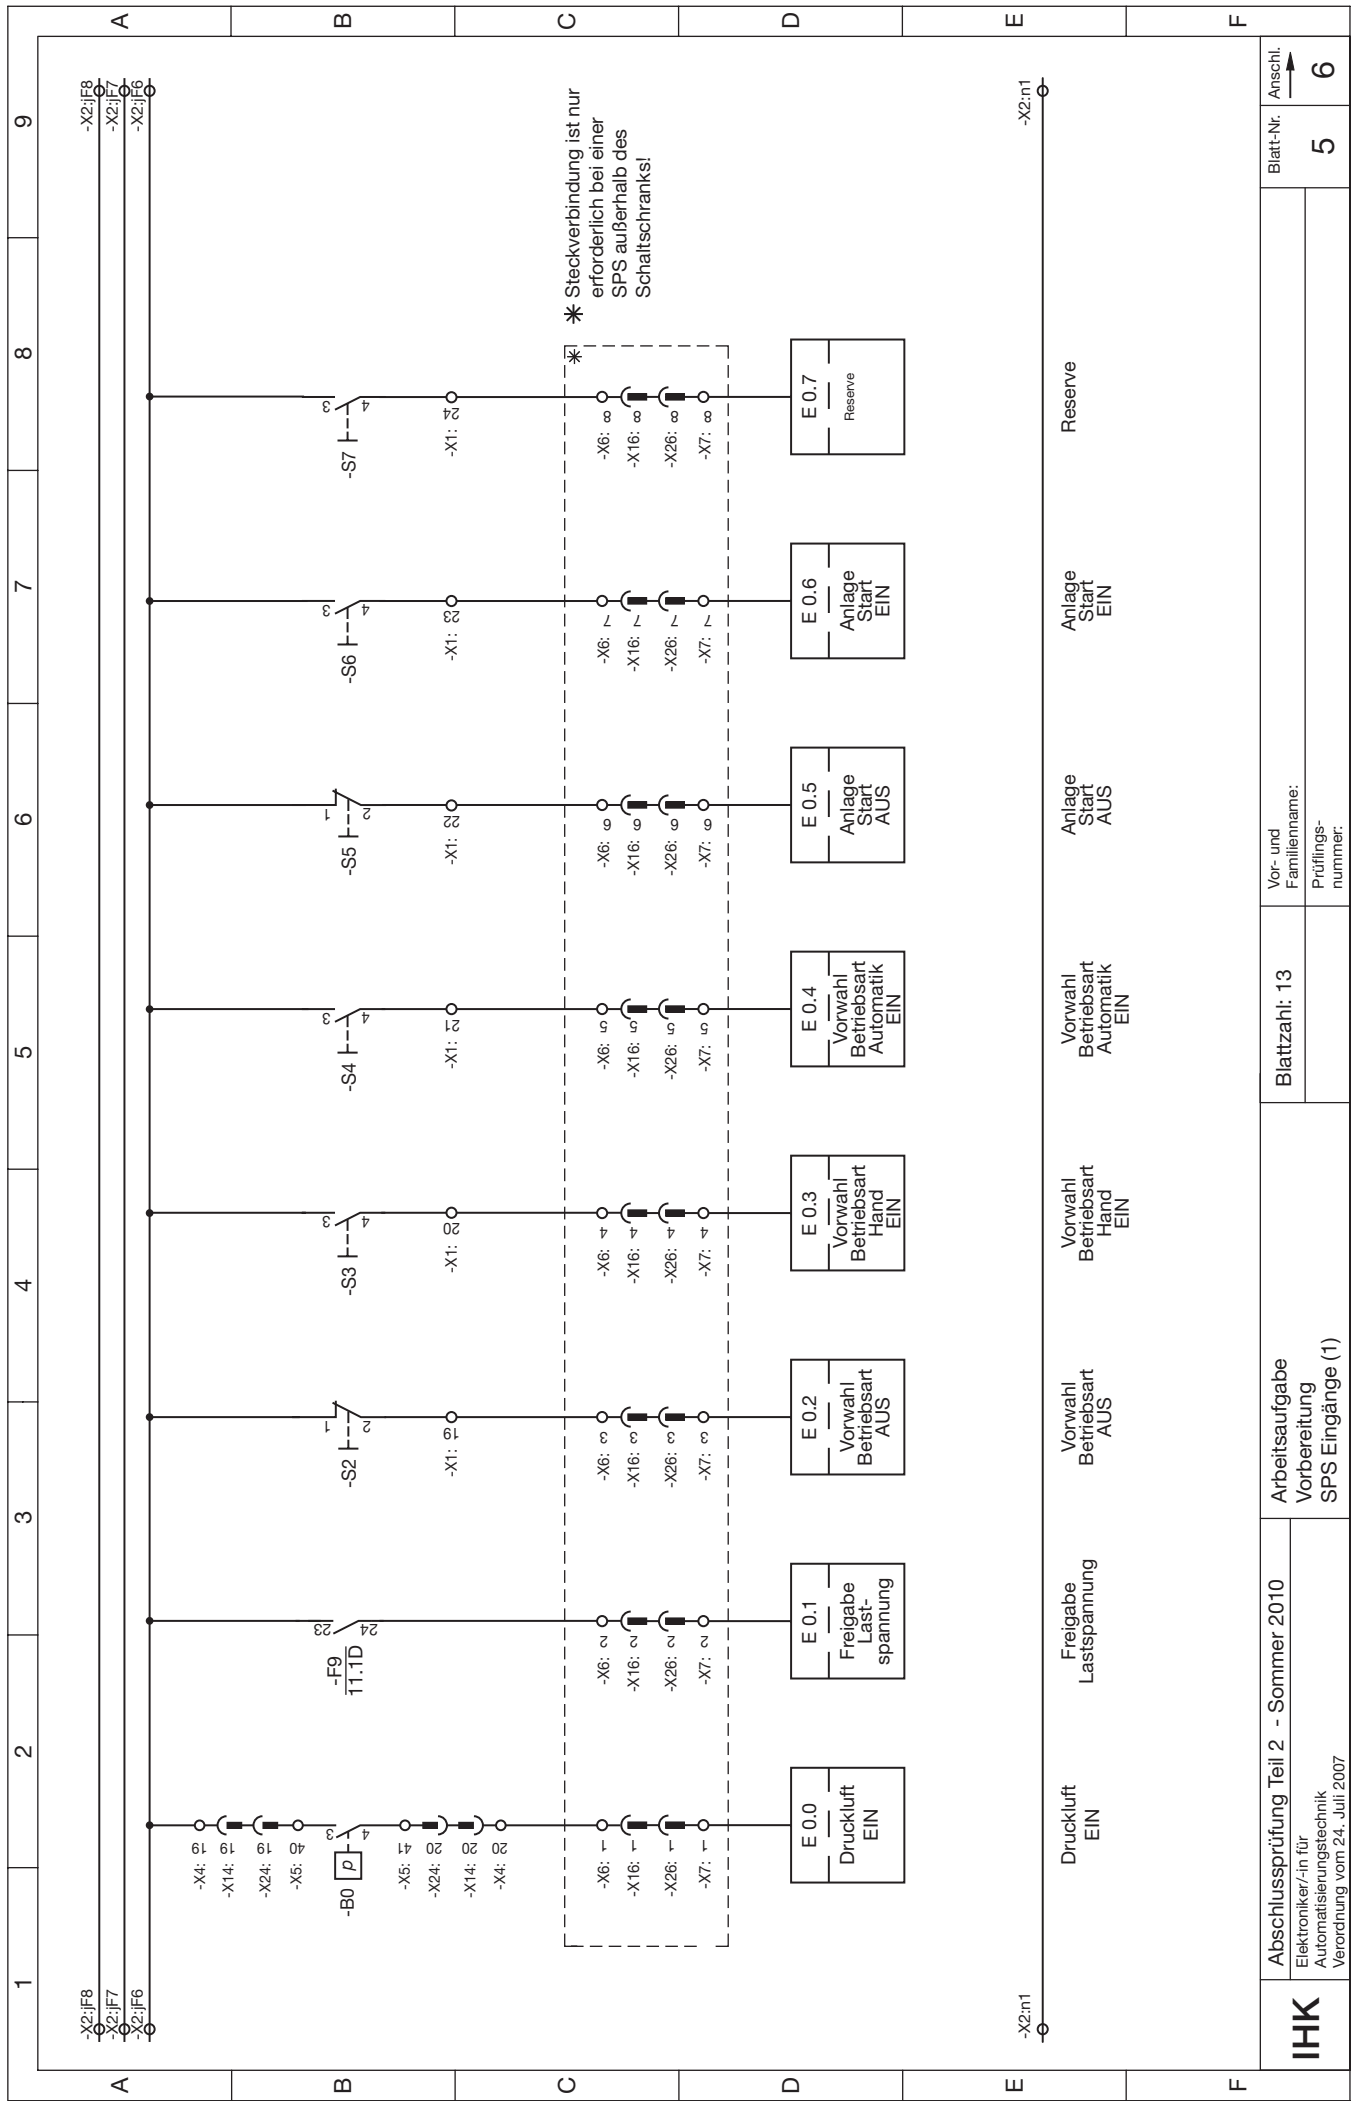 1 2 3 4 5 6 7 8 9
A B C D E F
A B C D E F
-X2:jF8
-X2:jF7
-X2:jF6
-X2:jF8
-X2:jF7
-X2:jF6
-X4: 19
-X14: 19
-X24: 19
-X5: 40
-B0 p 3 4
-X5: 41
-X24: 20
-X14: 20
-X4: 20
-F9
11.1D
23 24
-S2 1 2
-X1: 19
-S3 3 4
-X1: 20
-S4 3 4
-X1: 21
-S5 1 2
-X1: 22
-S6 3 4
-X1: 23
-S7 3 4
-X1: 24
* Steckverbindung ist nur
erforderlich bei einer
SPS außerhalb des
Schaltschranks!
*
-X6: 1
-X16: 1
-X26: 1
-X7: 1
-X6: 2
-X16: 2
-X26: 2
-X7: 2
-X6: 3
-X16: 3
-X26: 3
-X7: 3
-X6: 4
-X16: 4
-X26: 4
-X7: 4
-X6: 5
-X16: 5
-X26: 5
-X7: 5
-X6: 6
-X16: 6
-X26: 6
-X7: 6
-X6: 7
-X16: 7
-X26: 7
-X7: 7
-X6: 8
-X16: 8
-X26: 8
-X7: 8
E 0.0
Druckluft
EIN
E 0.1
Freigabe
Last-
spannung
E 0.2
Vorwahl
Betriebsart
AUS
E 0.3
Vorwahl
Betriebsart
Hand
EIN
E 0.4
Vorwahl
Betriebsart
Automatik
EIN
E 0.5
Anlage
Start
AUS
E 0.6
Anlage
Start
EIN
E 0.7
Reserve
-X2:n1
-X2:n1
Druckluft
EIN
Freigabe
Lastspannung
Vorwahl
Betriebsart
AUS
Vorwahl
Betriebsart
Hand
EIN
Vorwahl
Betriebsart
Automatik
EIN
Anlage
Start
AUS
Anlage
Start
EIN
Reserve
IHK
Abschlussprüfung Teil 2 - Sommer 2010
Elektroniker/-in für
Automatisierungstechnik
Verordnung vom 24. Juli 2007
Arbeitsaufgabe
Vorbereitung
SPS Eingänge (1)
Blattzahl: 13
Vor- und
Familienname:
Prüflings-
nummer:
Blatt-Nr.
5
Anschl.
6